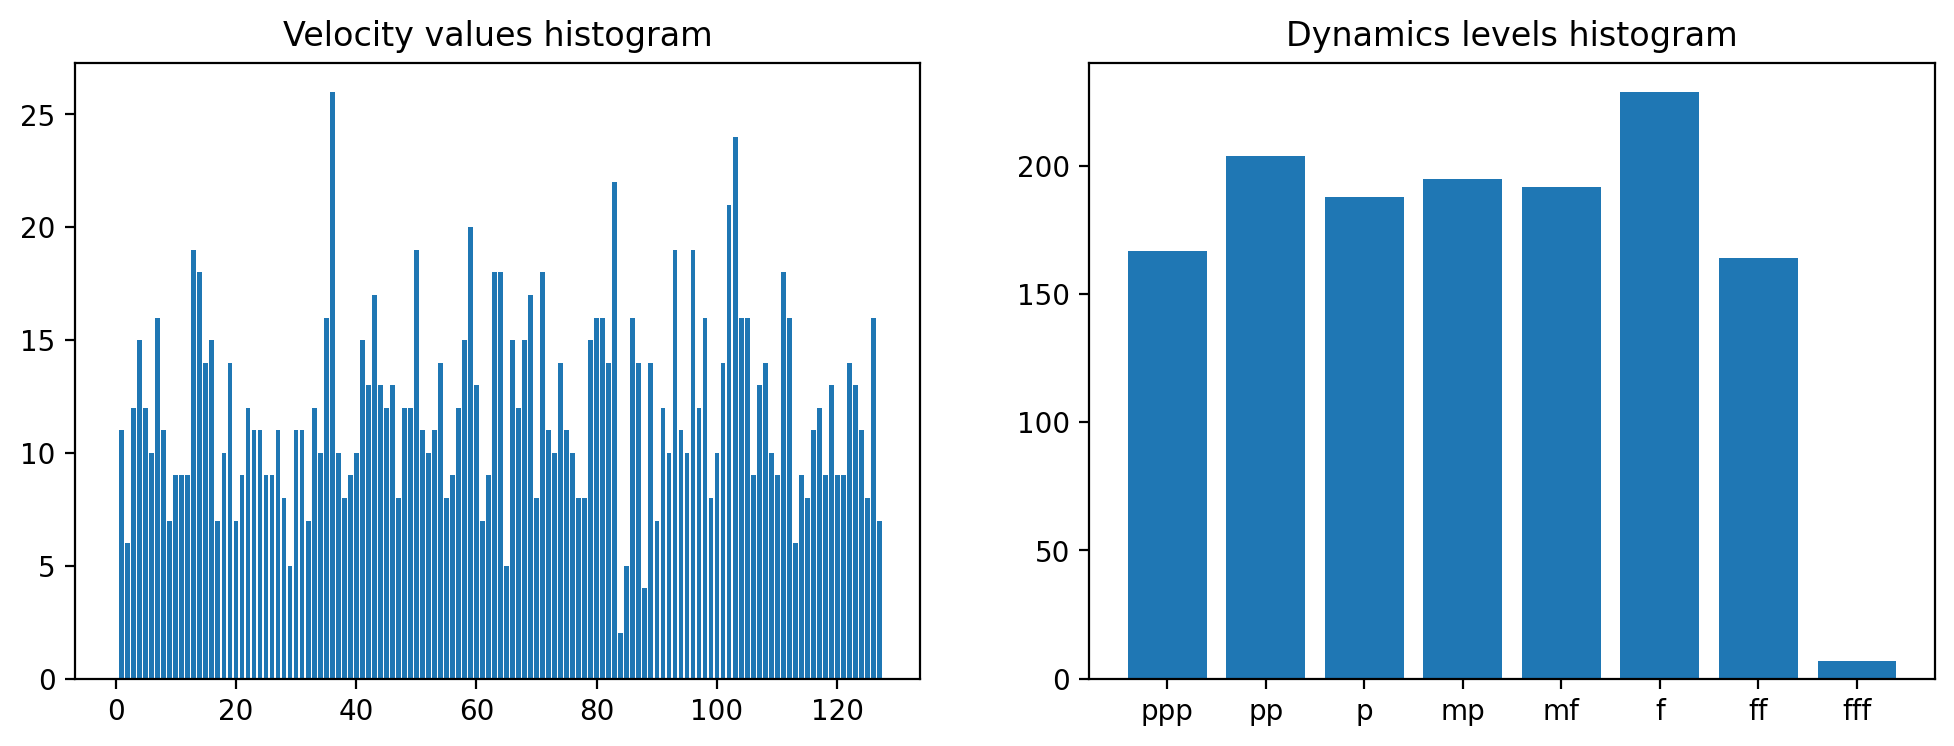 Velocity values histogram
25
20
15
10
5
0
0 20 40 60 80 100 120
Dynamics levels histogram
200
150
100
50
0
ppp pp p mp mf f ff fff